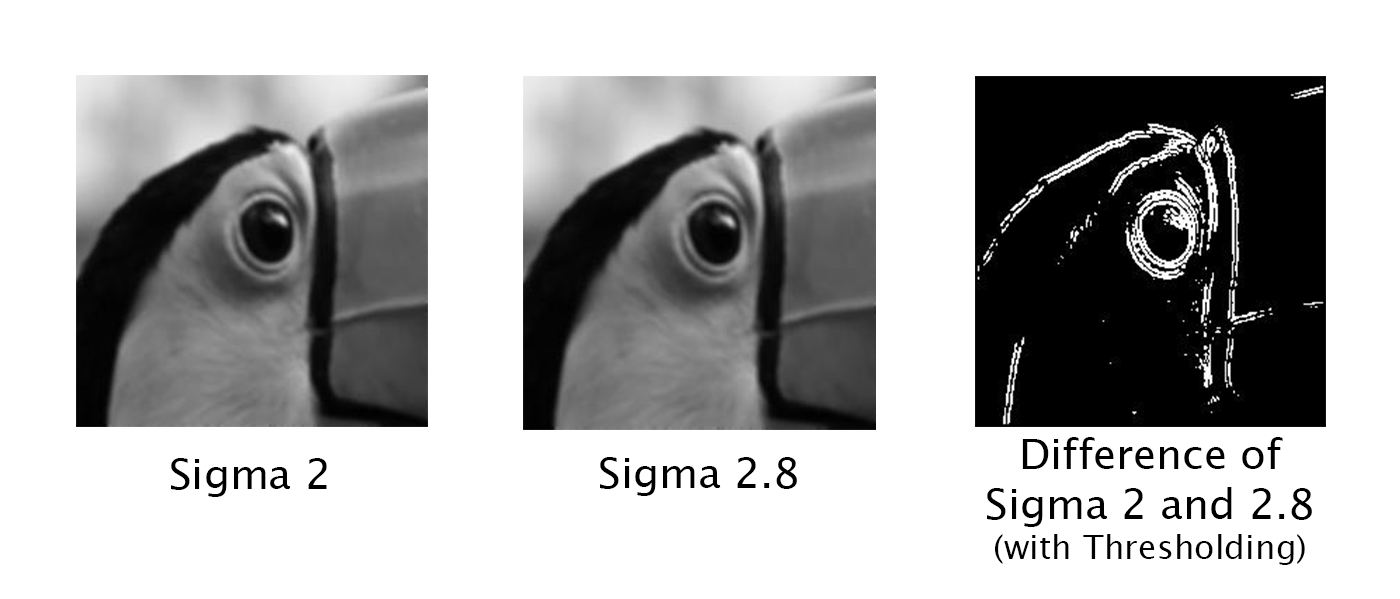 Sigma 2
Sigma 2.8
Difference of
Sigma 2 and 2.8
(with Thresholding)